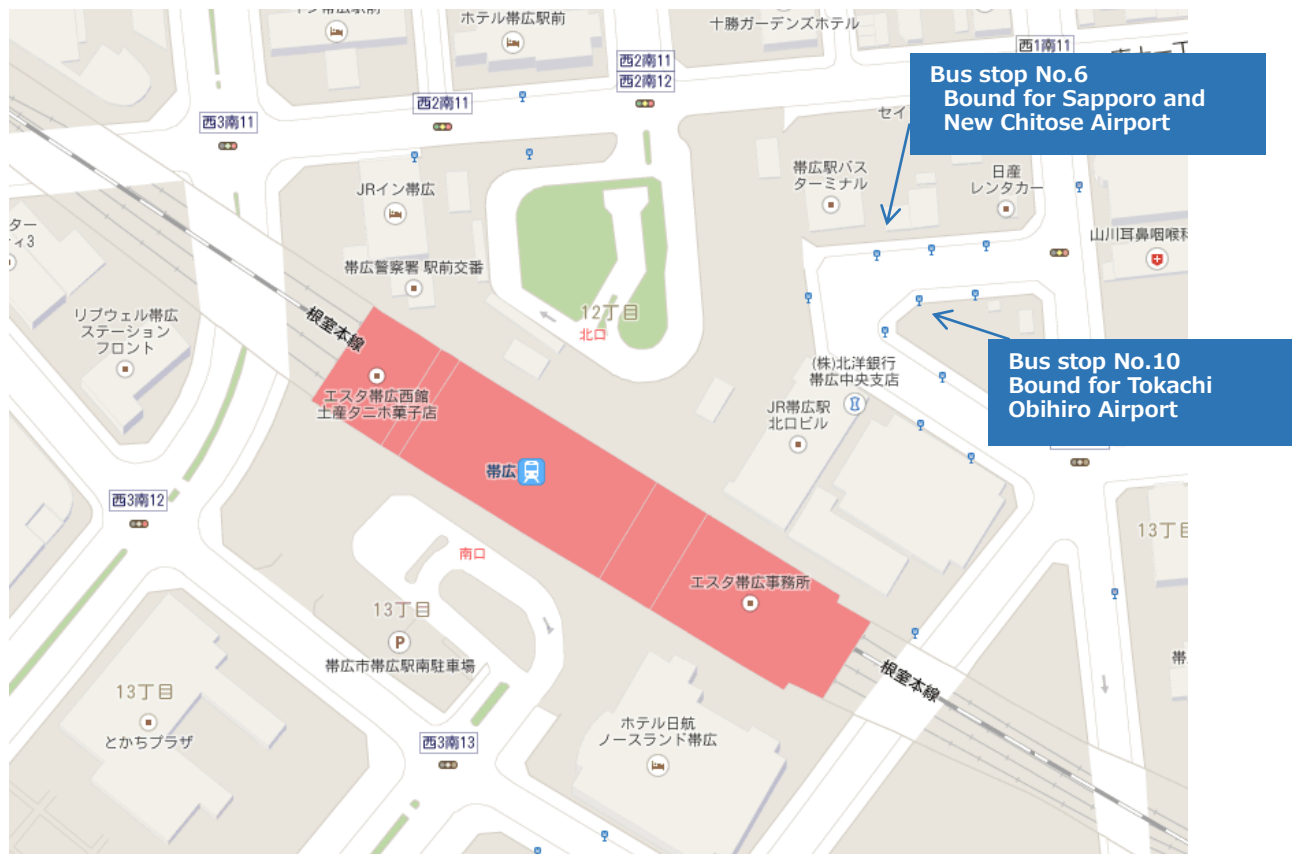 ホテル帯広駅前
十勝ガーデンズホテル
西2南11
西2南12
西1南11
西2南11
西3南11
Bus stop No.6
Bound for Sapporo and
New Chitose Airport
セイ
帯広駅バス
ターミナル
日産
レンタカー
JRイン帯広
山川耳鼻咽喉科
ター
ィ3
帯広警察署 駅前交番
リブウェル帯広
ステーション
フロント
根室本線
12丁目
北口
(株)北洋銀行
帯広中央支店
Bus stop No.10
Bound for Tokachi
Obihiro Airport
エスタ帯広西館
土産タニホ菓子店
JR帯広駅
北口ビル
帯広
西3南12
13丁目
南口
エスタ帯広事務所
13丁目
P
帯広市帯広駅南駐車場
帯
根室本線
13丁目
とかちプラザ
西3南13
ホテル日航
ノースランド帯広